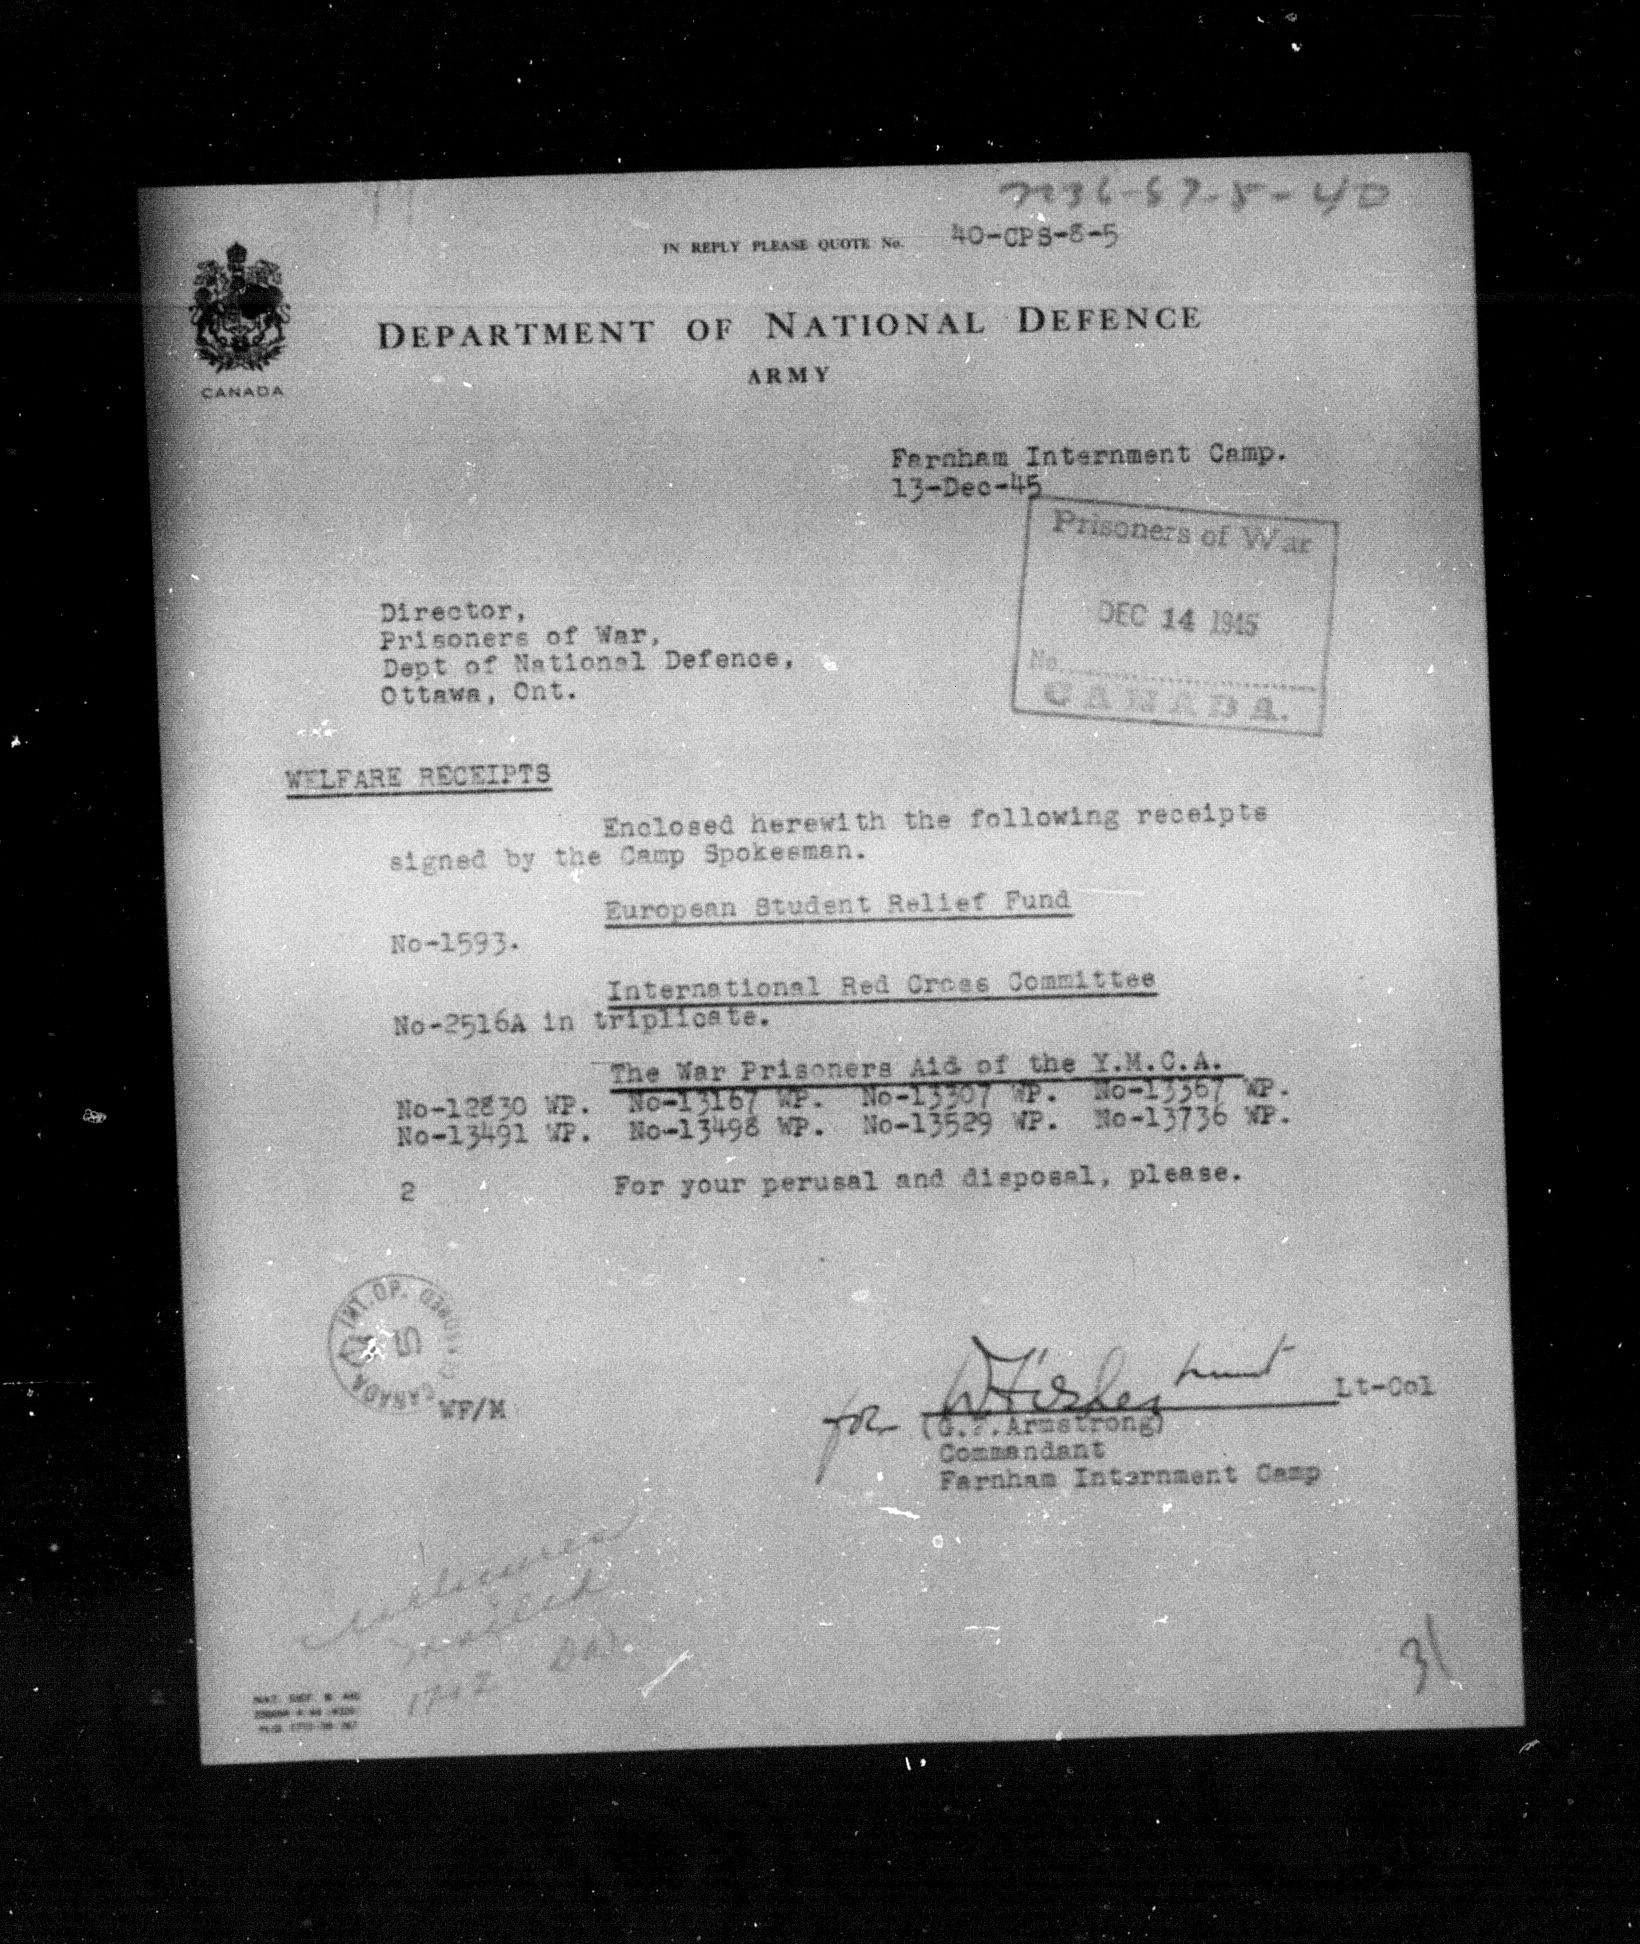 7236-87-5-40
IN REPLY PLEASE QUOTE No. 40-CPS-8-5
CANADA
DEPARTMENT OF NATIONAL DEFENCE
ARMY
Farnham Internment Camp.
13-Dec-45
Prisoners of War
DEC 14 1945
No.
CANADA.
Director,
Prisoners of War,
Dept of National Defence,
Ottawa, Ont.
WELFARE RECEIPTS
Enclosed herewith the following receipts
signed by the Camp Spokesman.
European Student Relief Fund
No-1593.
International Red Cross Committee
No-2516A in triplicate.
The War Prisoners Aid of the Y.M.C.A.
No-12830 WP. No-13167 WP. No-13307 WP. No-13367 WP.
No-13491 WP. No-13498 WP. No-13529 WP. No-13736 WP.
2 For your perusal and disposal, please.
INT. OP.
CANADA
WF/M
Lt-Col
for (G.F.Armstrong)
Commandant
Farnham Internment Camp
31